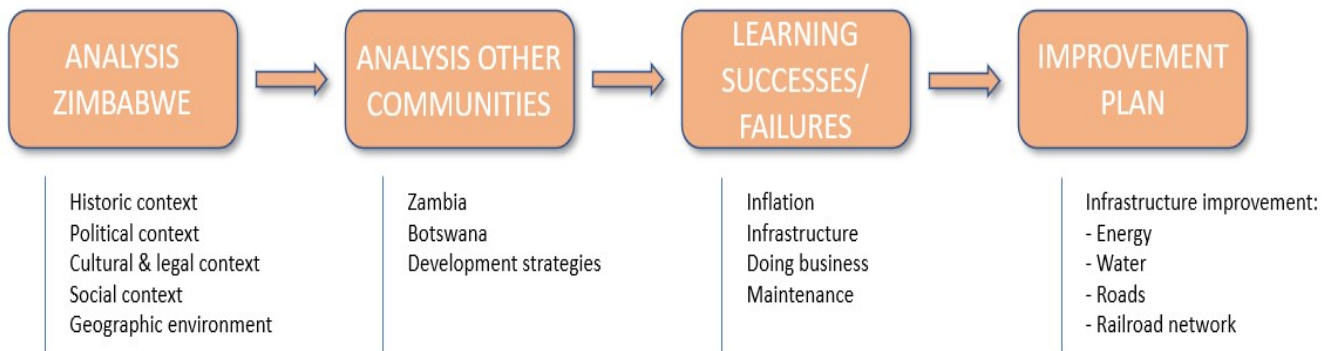 ANALYSIS
ZIMBABWE
ANALYSIS OTHER
COMMUNITIES
LEARNING
SUCCESSES/
FAILURES
IMPROVEMENT
PLAN
Historic context
Political context
Cultural & legal context
Social context
Geographic environment
Zambia
Botswana
Development strategies
Inflation
Infrastructure
Doing business
Maintenance
Infrastructure improvement:
- Energy
- Water
- Roads
- Railroad network